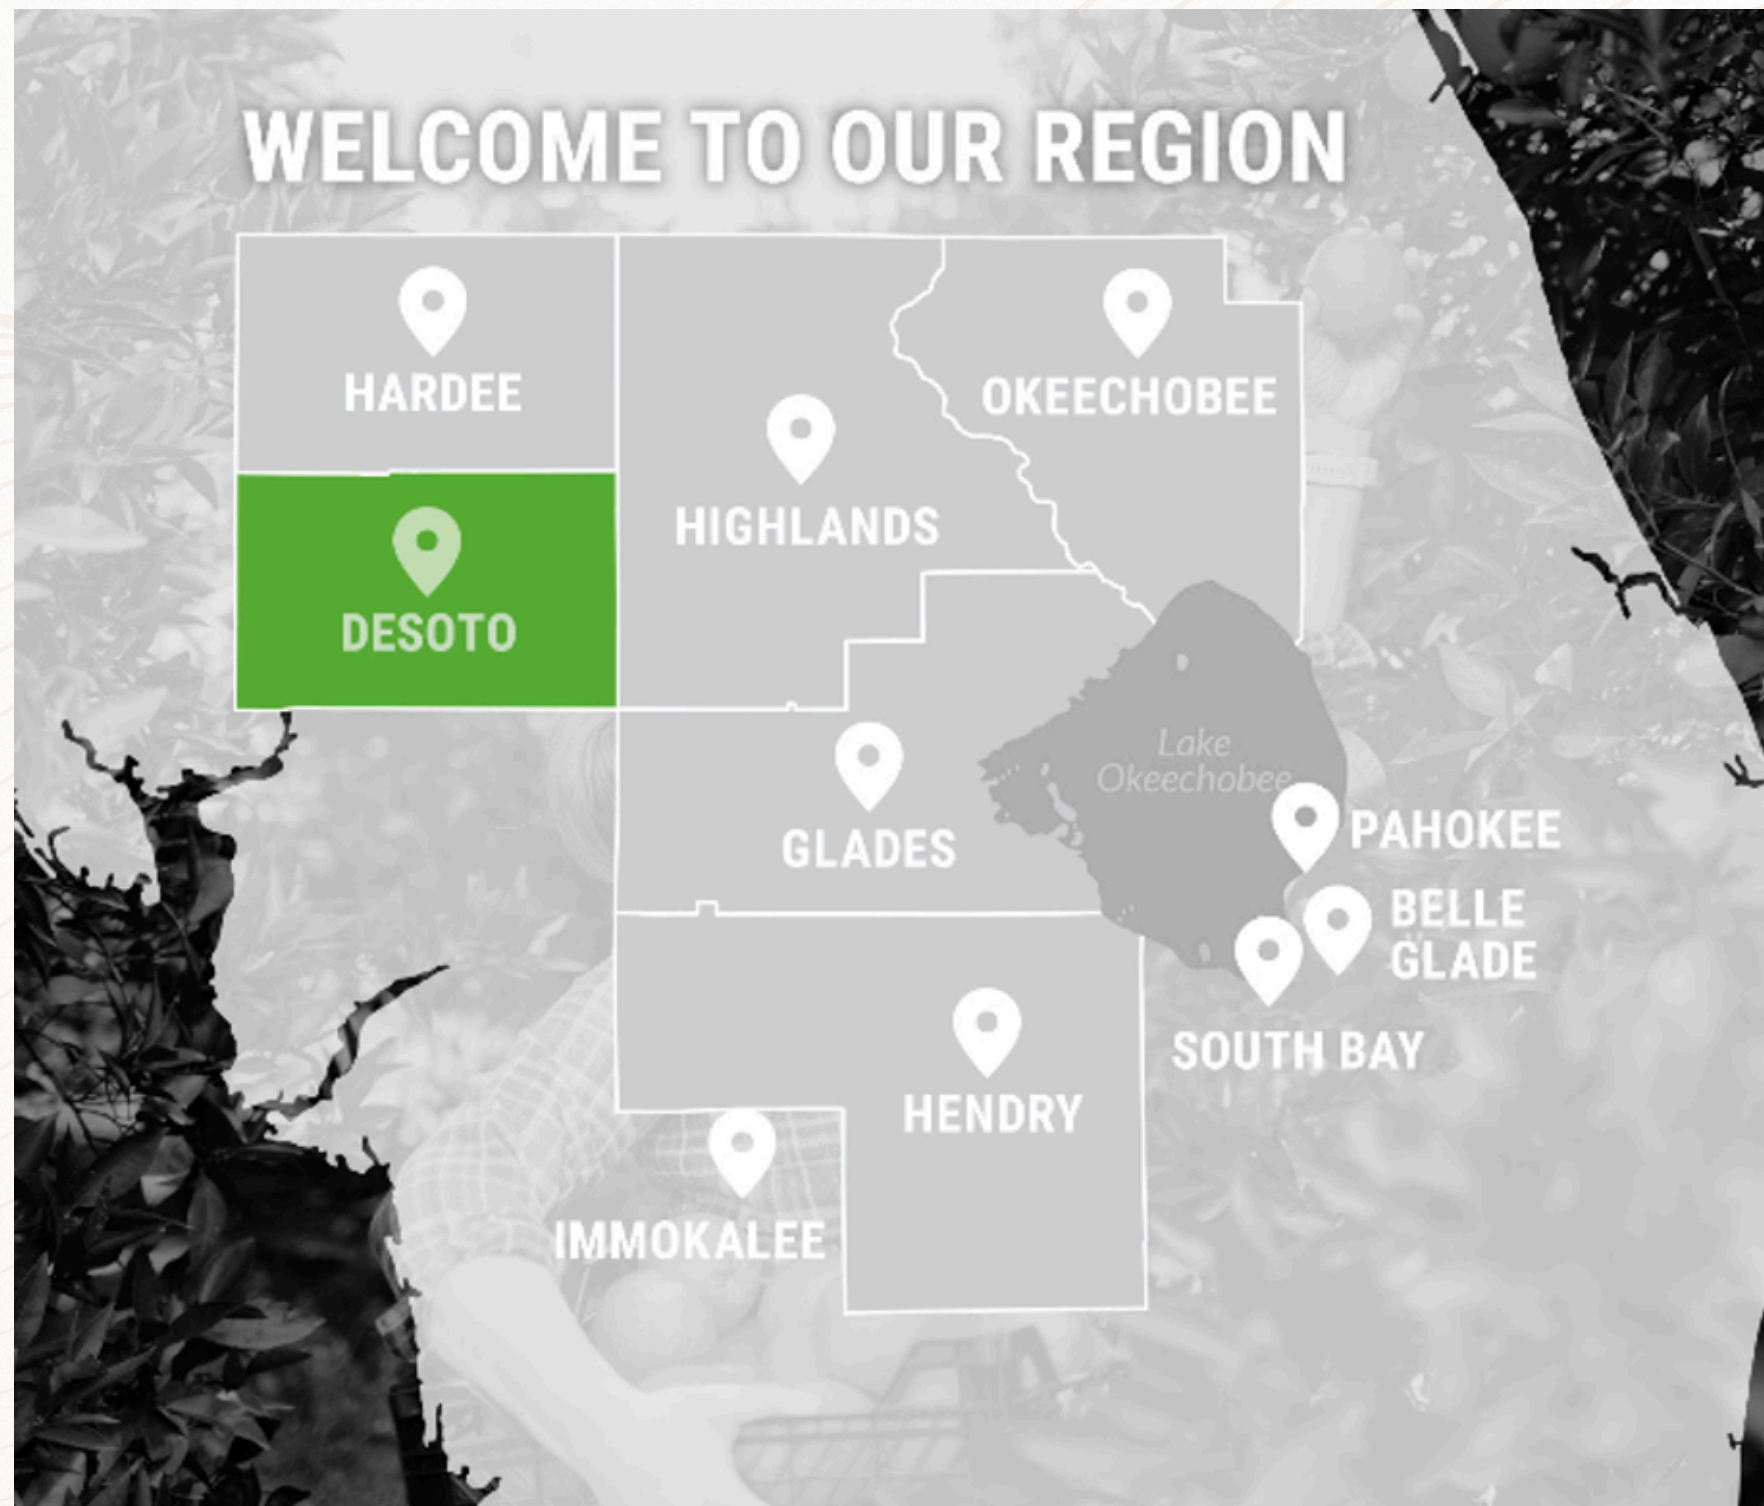 WELCOME TO OUR REGION
HARDEE
OKEECHOBEE
HIGHLANDS
DESOTO
Lake
Okeechobee
PAHOKEE
GLADES
BELLE
GLADE
SOUTH BAY
HENDRY
IMMOKALEE